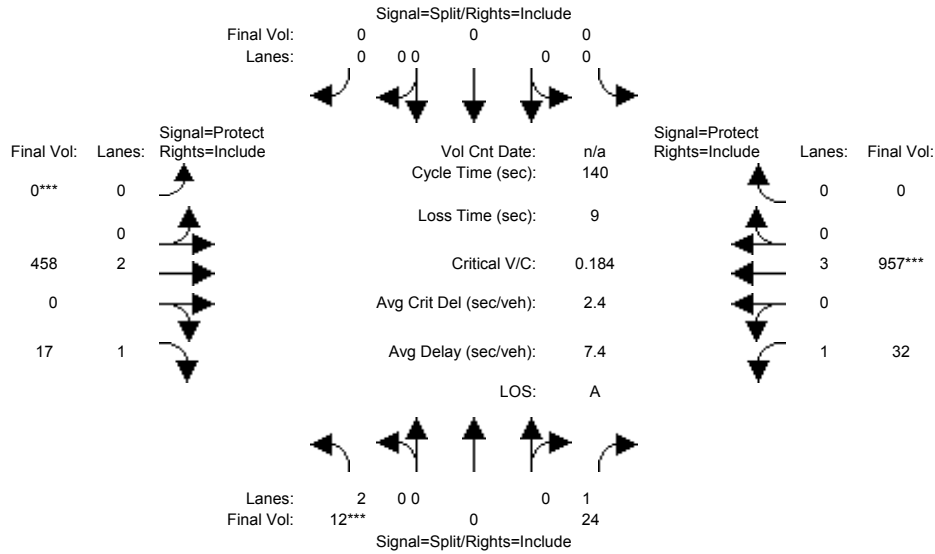 Signal=Split/Rights=Include
Final Vol: 0 0 0
Lanes: 0 0 0 0 0
Signal=Protect Signal=Protect
Final Vol: Lanes: Rights=Include Vol Cnt Date: n/a Rights=Include Lanes: Final Vol:
Cycle Time (sec): 140
0*** 0 0 0
Loss Time (sec): 9
0 0
458 2 Critical V/C: 0.184 3 957***
0 0 Avg Crit Del (sec/veh): 2.4 0
17 1 Avg Delay (sec/veh): 7.4 1 32
LOS: A
Lanes: 2 0 0 0 1
Final Vol: 12*** 0 24
Signal=Split/Rights=Include